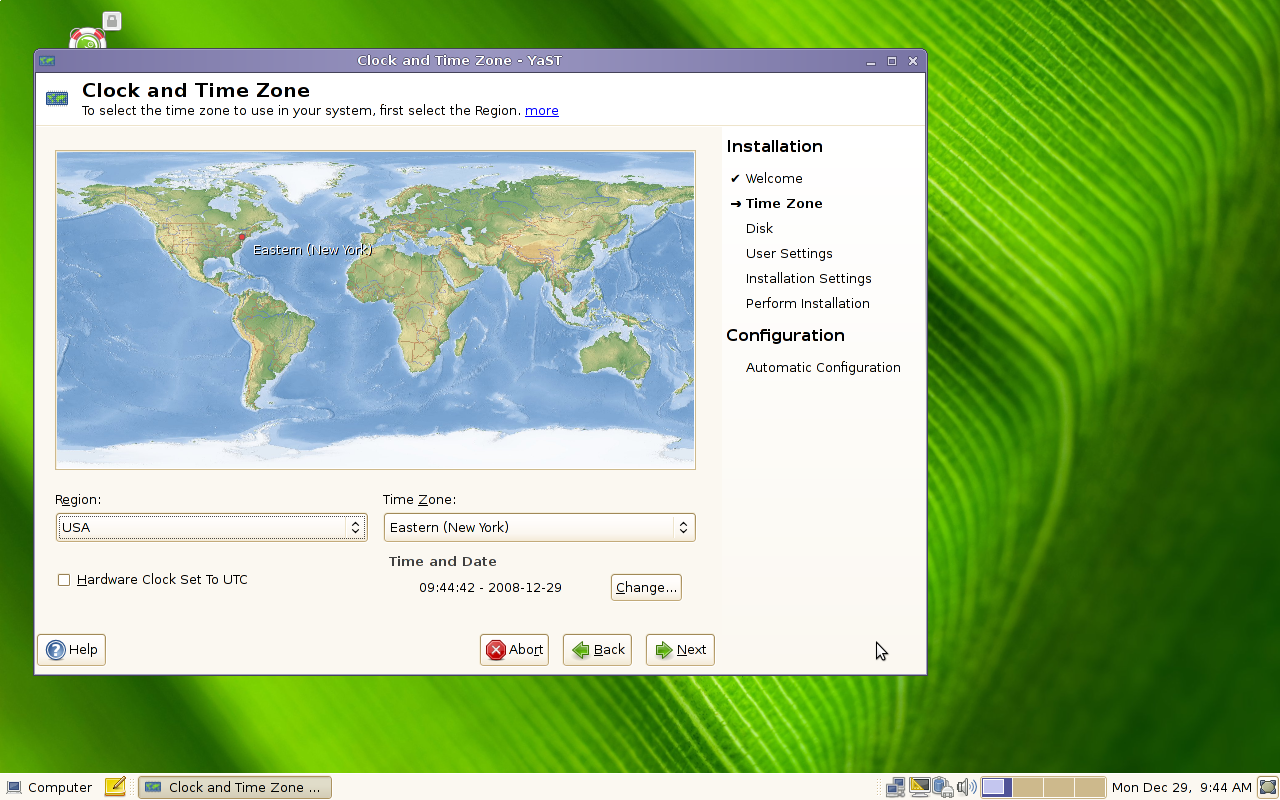 Clock and Time Zone - YaST
Clock and Time Zone
To select the time zone to use in your system, first select the Region. more
Eastern (New York)
Installation
✔ Welcome
→ Time Zone
Disk
User Settings
Installation Settings
Perform Installation
Configuration
Automatic Configuration
Region:
USA
Time Zone:
Eastern (New York)
Hardware Clock Set To UTC
Time and Date
09:44:42 - 2008-12-29
Change...
Help
Abort
Back
Next
Computer
Clock and Time Zone ...
Mon Dec 29, 9:44 AM